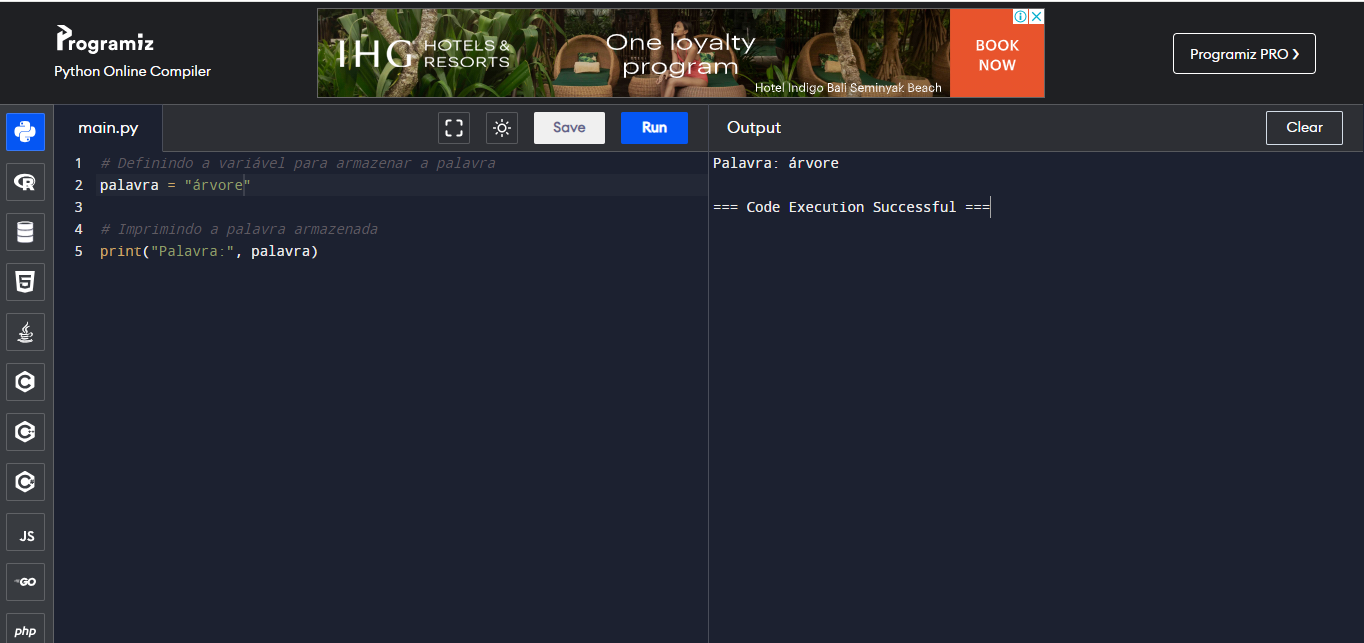 Programiz
Python Online Compiler
IHG HOTELS & RESORTS
One loyalty program
Hotel Indigo Bali Seminyak Beach
BOOK NOW
Programiz PRO ❯
main.py
Save
Run
Output
Clear
1 # Definindo a variável para armazenar a palavra
2 palavra = "árvore"
3
4 # Imprimindo a palavra armazenada
5 print("Palavra:", palavra)
Palavra: árvore
=== Code Execution Successful ===
R
5
C
C
C
JS
GO
php